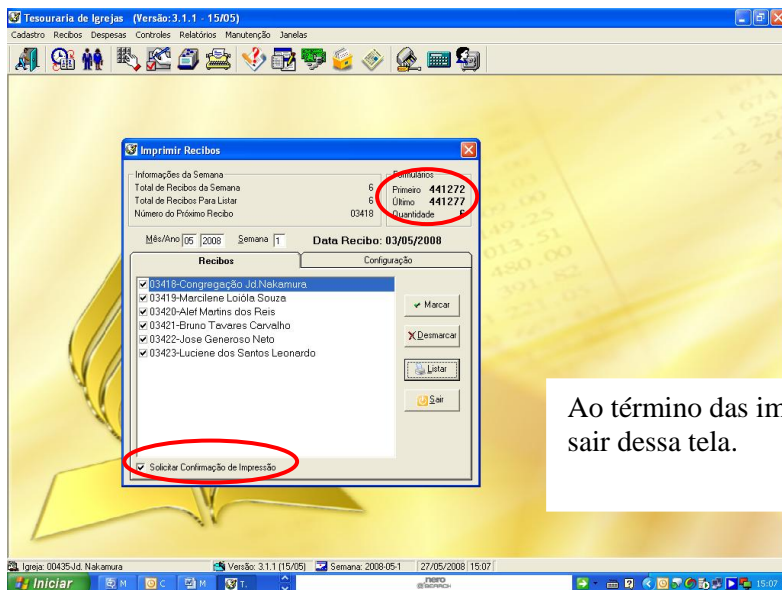 Tesouraria de Igrejas (Versão:3.1.1 - 15/05)
Cadastro Recibos Despesas Controles Relatórios Manutenção Janelas
Imprimir Recibos
Informações da Semana
Total de Recibos da Semana 6
Total de Recibos Para Listar 6
Número do Próximo Recibo 03418
Formulários
Primeiro 441272
Último 441277
Quantidade 6
Mês/Ano 05 2008 Semana 1 Data Recibo: 03/05/2008
Recibos Configuração
03418-Congregação Jd.Nakamura
03419-Marcilene Loióla Souza
03420-Alef Martins dos Reis
03421-Bruno Tavares Carvalho
03422-Jose Generoso Neto
03423-Luciene dos Santos Leonardo
Marcar
Desmarcar
Listar
Sair
Solicitar Confirmação de Impressão
Ao término das im
sair dessa tela.
Igreja: 00435-Jd. Nakamura Versão: 3.1.1 (15/05) Semana: 2008-05-1 27/05/2008 15:07
Iniciar M C M T. nero SEARCH 15:07